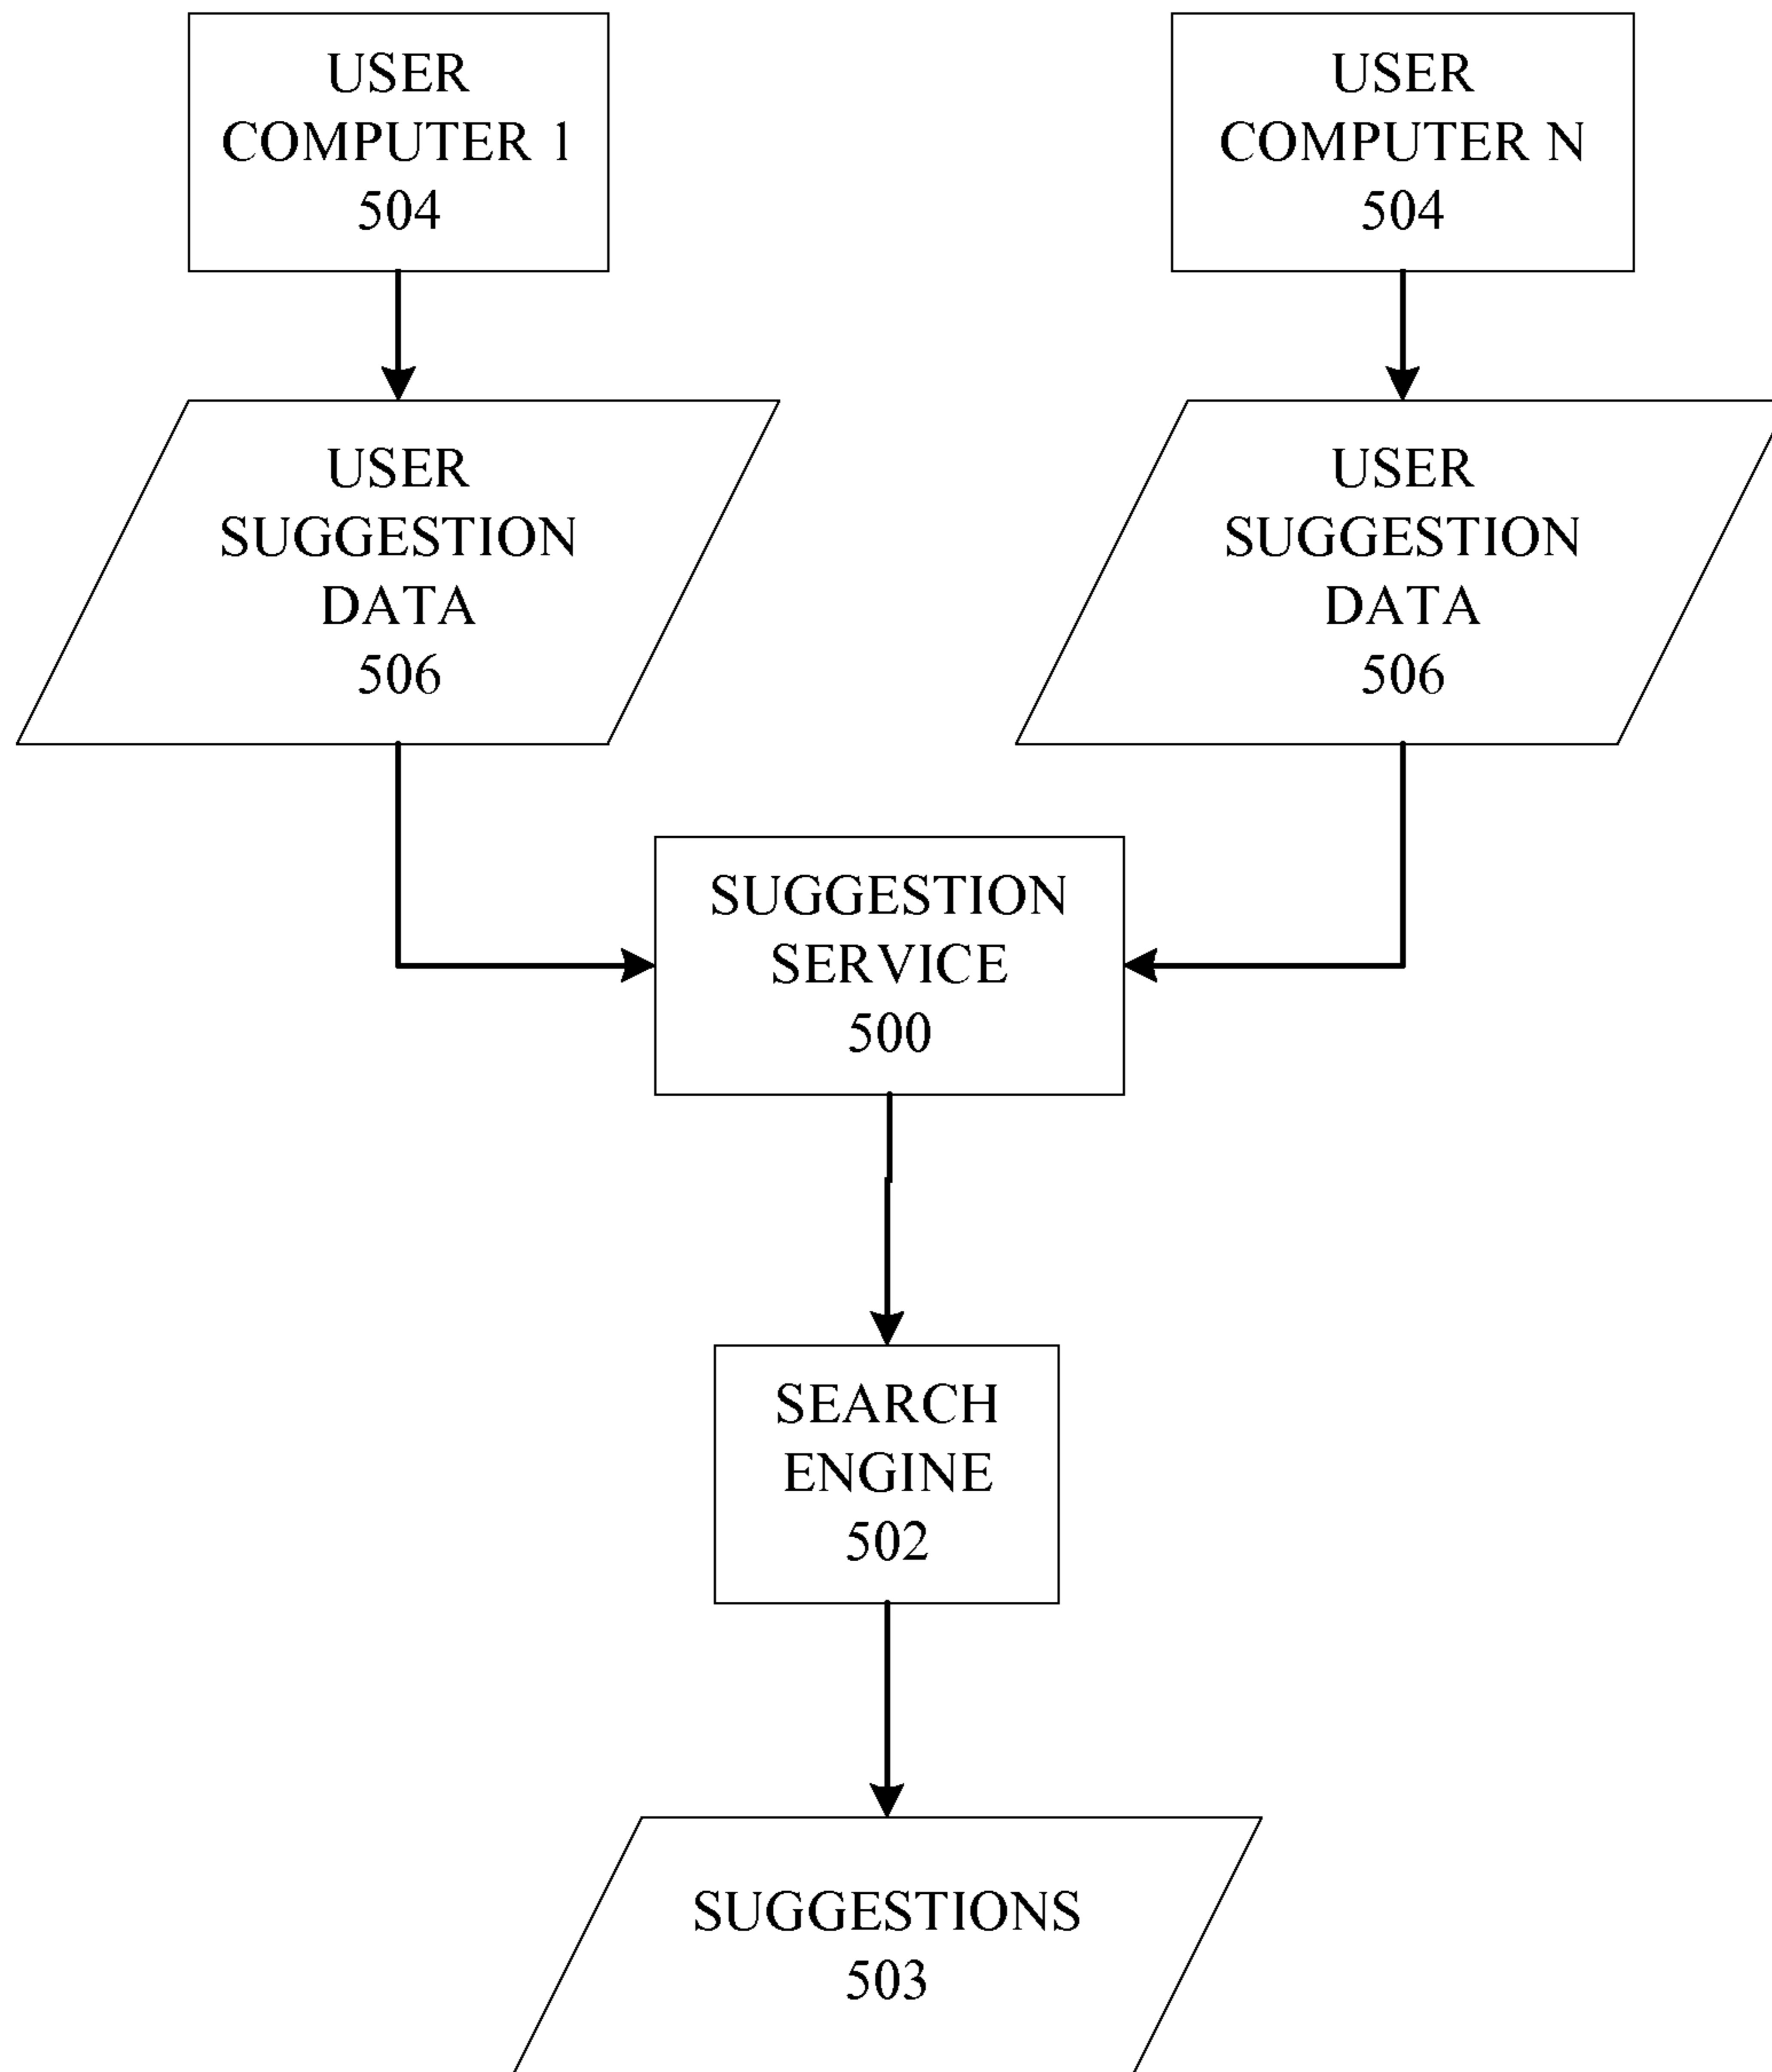 USER
COMPUTER 1
504
USER
COMPUTER N
504
USER
SUGGESTION
DATA
506
USER
SUGGESTION
DATA
506
SUGGESTION
SERVICE
500
SEARCH
ENGINE
502
SUGGESTIONS
503